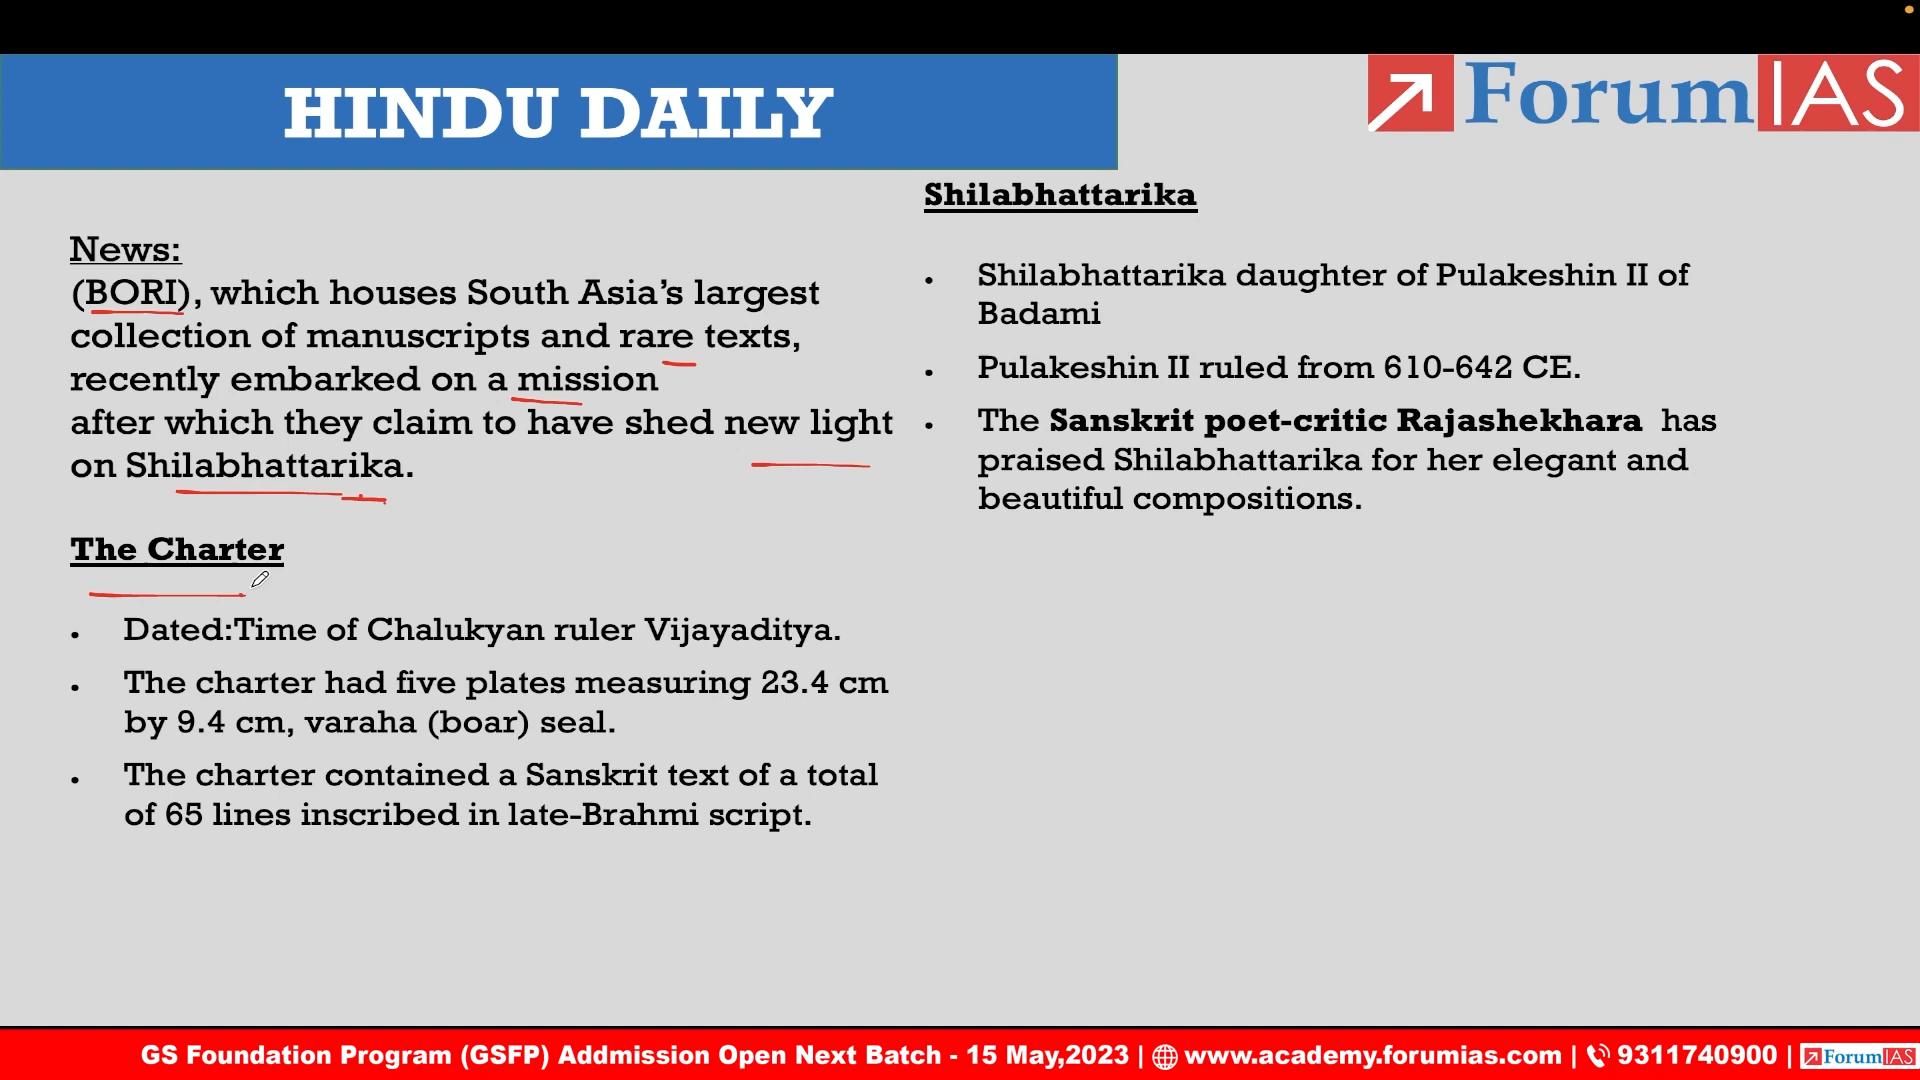 HINDU DAILY
ForumIAS
News:
(BORI), which houses South Asia’s largest
collection of manuscripts and rare texts,
recently embarked on a mission
after which they claim to have shed new light
on Shilabhattarika.
The Charter
• Dated:Time of Chalukyan ruler Vijayaditya.
• The charter had five plates measuring 23.4 cm
by 9.4 cm, varaha (boar) seal.
• The charter contained a Sanskrit text of a total
of 65 lines inscribed in late-Brahmi script.
Shilabhattarika
• Shilabhattarika daughter of Pulakeshin II of
Badami
• Pulakeshin II ruled from 610-642 CE.
• The Sanskrit poet-critic Rajashekhara has
praised Shilabhattarika for her elegant and
beautiful compositions.
GS Foundation Program (GSFP) Addmission Open Next Batch - 15 May,2023 | www.academy.forumias.com | 9311740900 | ForumIAS